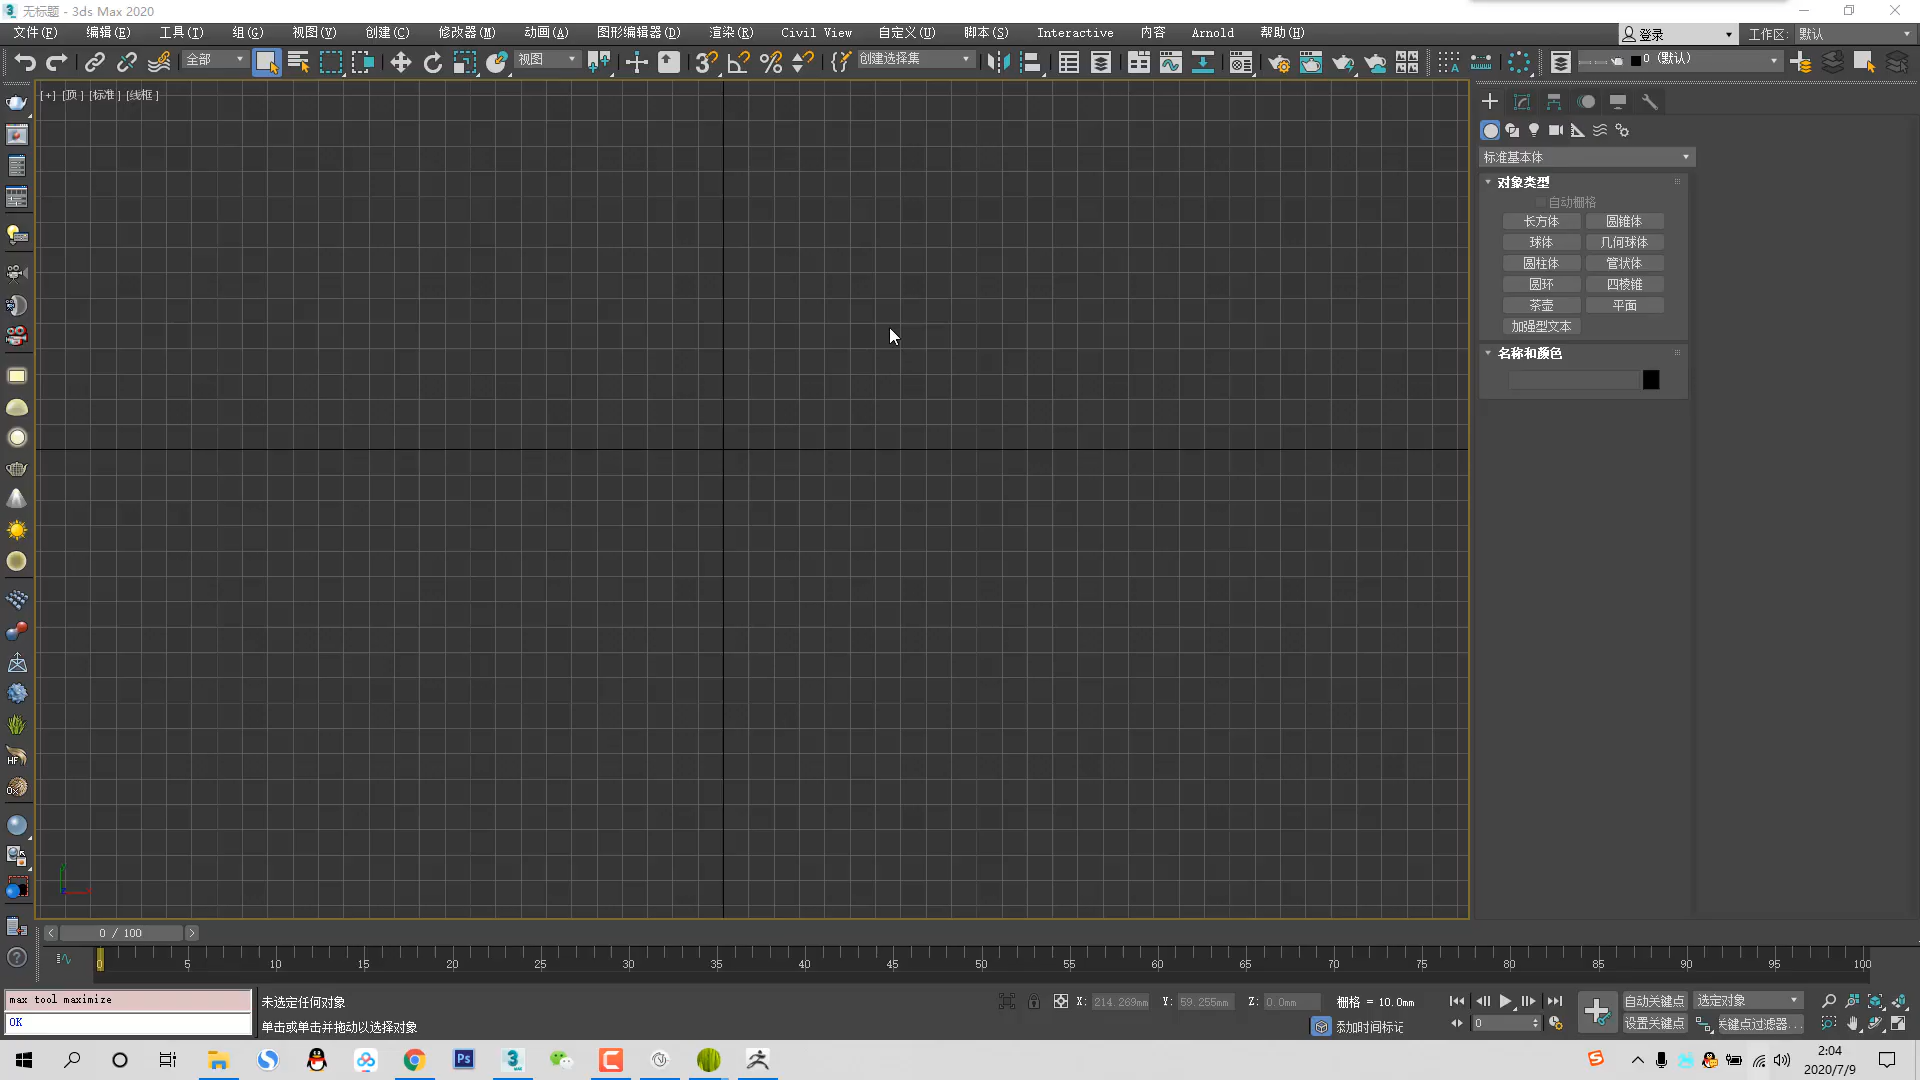 无标题 - 3ds Max 2020
文件(F) 编辑(E) 工具(T) 组(G) 视图(V) 创建(C) 修改器(M) 动画(A) 图形编辑器(D) 渲染(R) Civil View 自定义(U) 脚本(S) Interactive 内容 Arnold 帮助(H) 登录 工作区: 默认
全部 视图 创建选择集 0 (默认)
[+] [顶] [标准] [线框]
标准基本体
对象类型
自动栅格
长方体 圆锥体
球体 几何球体
圆柱体 管状体
圆环 四棱锥
茶壶 平面
加强型文本
名称和颜色
0 / 100
0 5 10 15 20 25 30 35 40 45 50 55 60 65 70 75 80 85 90 95 100
max tool maximize 未选定任何对象 X: 214.269mm Y: 59.255mm Z: 0.0mm 栅格 = 10.0mm 自动关键点 选定对象
OK 单击或单击并拖动以选择对象 添加时间标记 0 设置关键点 关键点过滤器...
2:04
2020/7/9